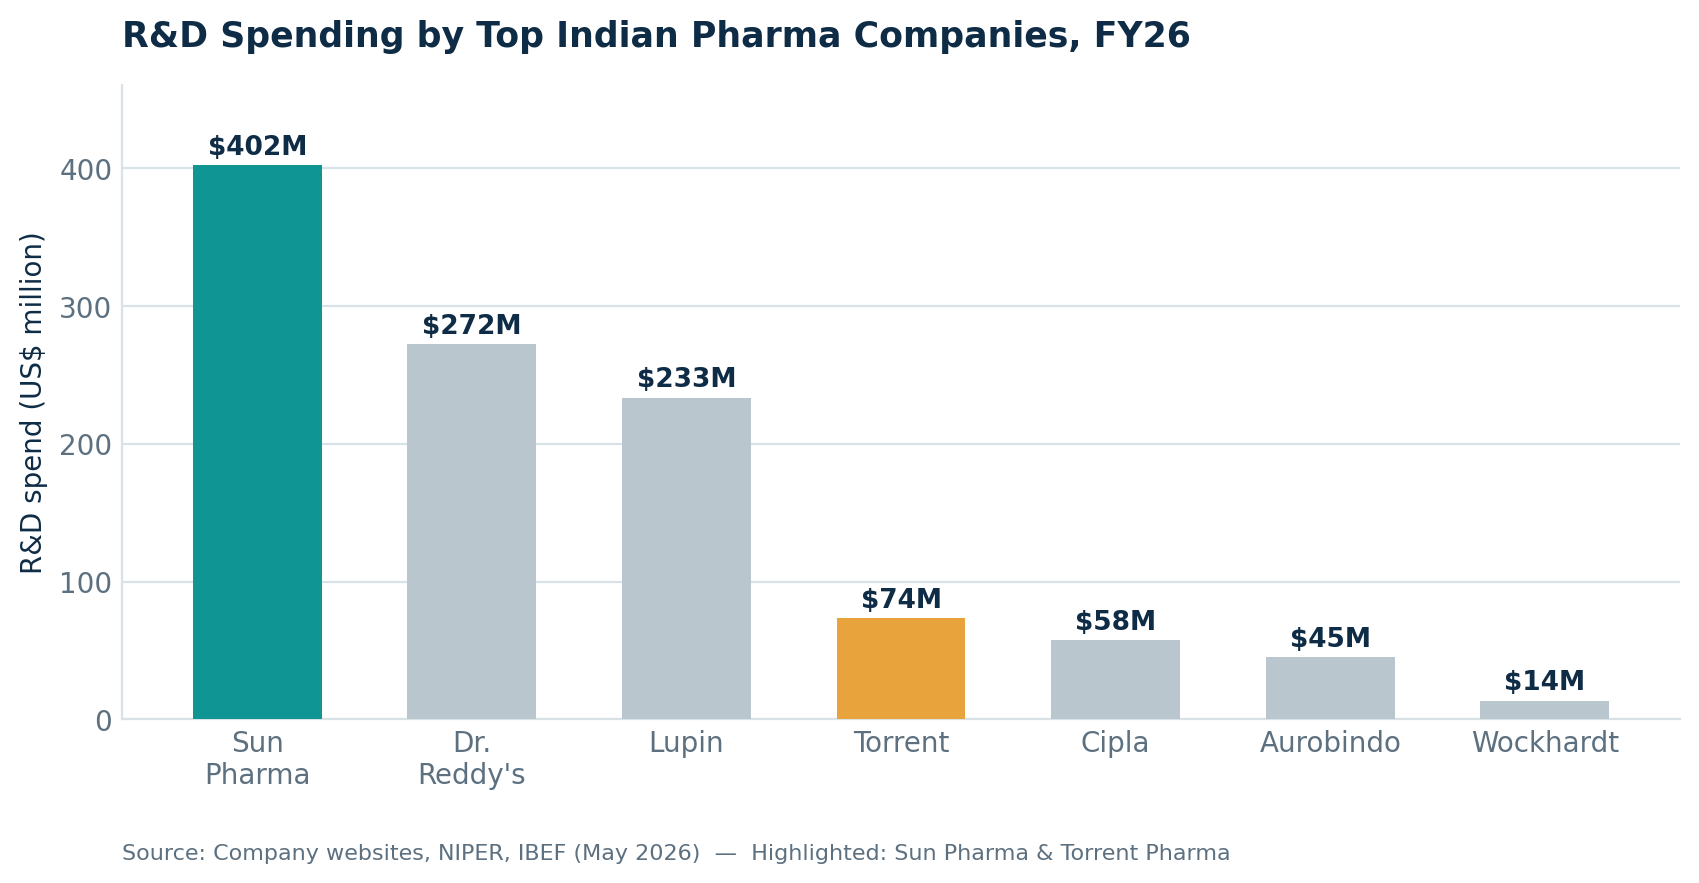 R&D Spending by Top Indian Pharma Companies, FY26
R&D spend (US$ million)
400
300
200
100
0
$402M
$272M
$233M
$74M
$58M
$45M
$14M
Sun
Pharma
Dr.
Reddy's
Lupin
Torrent
Cipla
Aurobindo
Wockhardt
Source: Company websites, NIPER, IBEF (May 2026) — Highlighted: Sun Pharma & Torrent Pharma